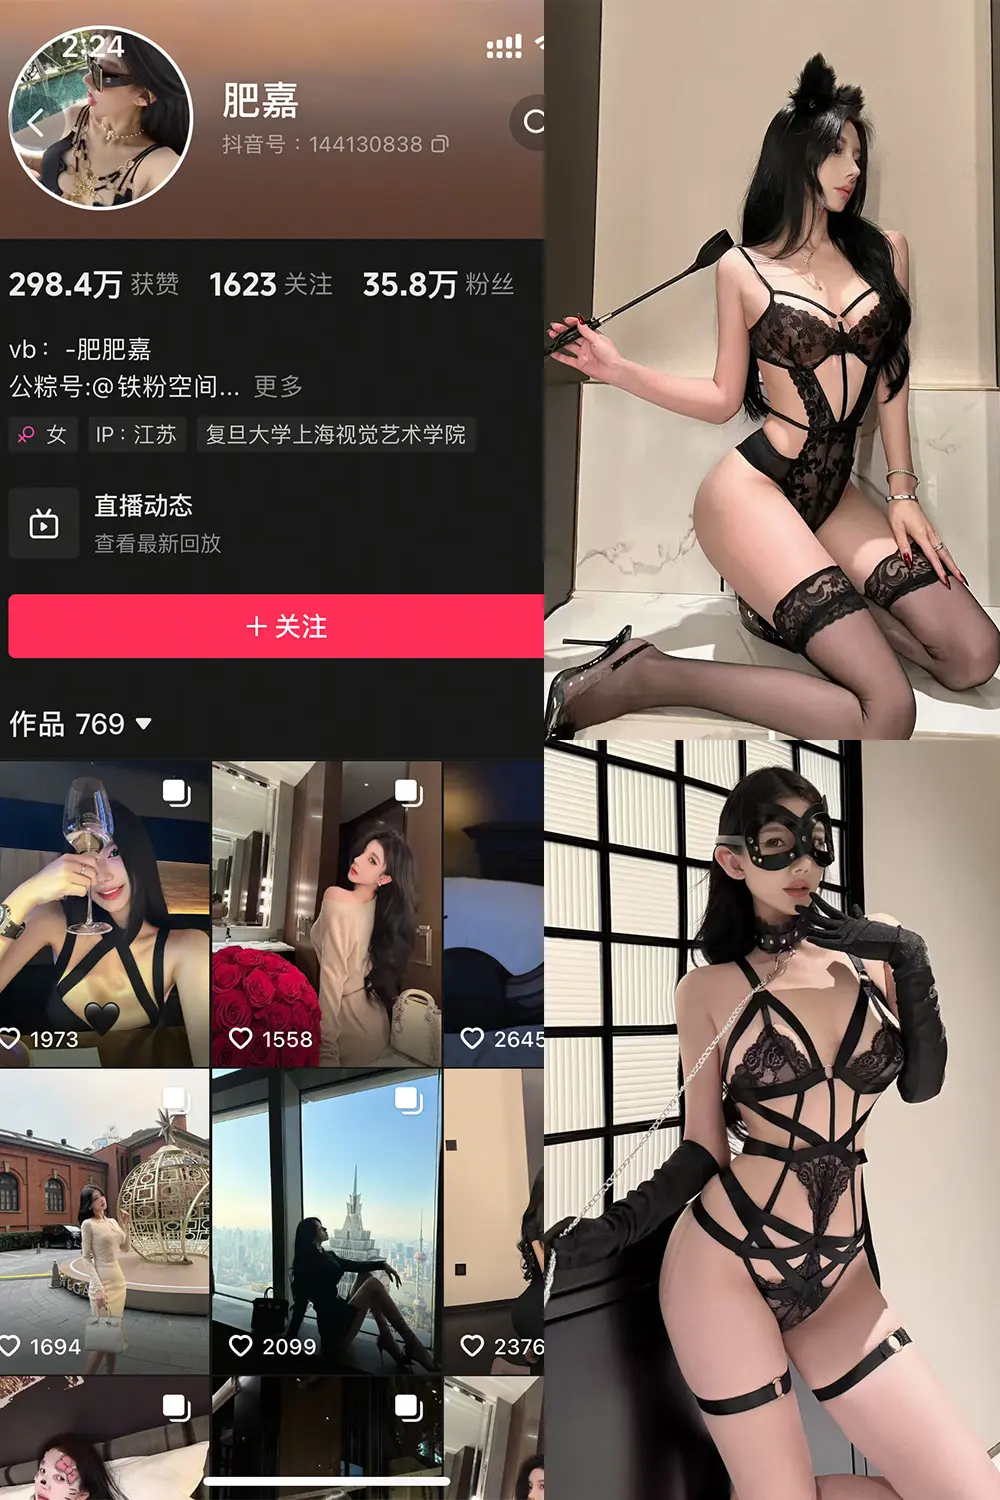 2:24
肥嘉
抖音号：144130838
298.4万 获赞 1623 关注 35.8万 粉丝
vb： -肥肥嘉
公粽号:@铁粉空间... 更多
女 IP：江苏 复旦大学上海视觉艺术学院
直播动态
查看最新回放
+ 关注
作品 769
1973 1558 2645
1694 2099 2376